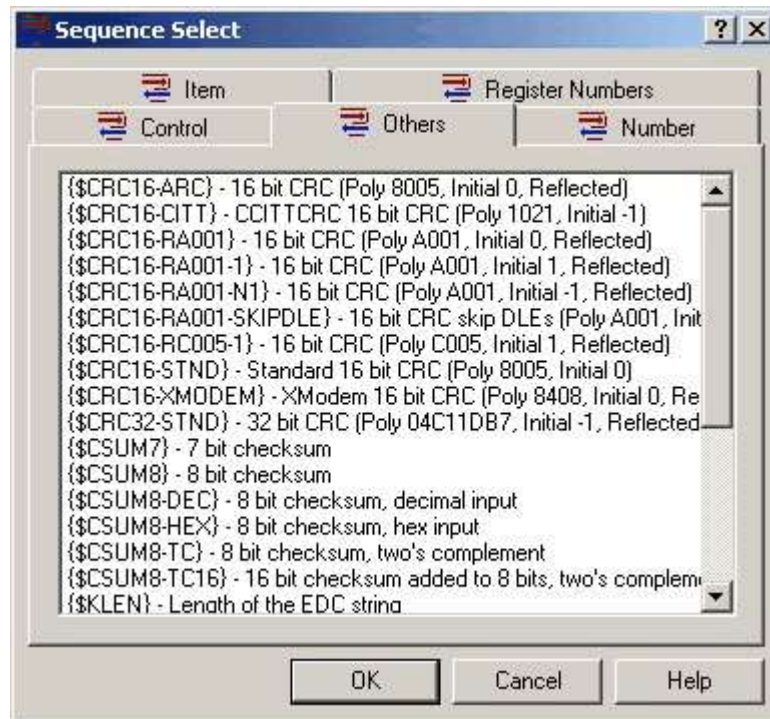 Sequence Select
Item
Register Numbers
Control
Others
Number
{$CRC16-ARC} - 16 bit CRC (Poly 8005, Initial 0, Reflected)
{$CRC16-CITT} - CCITTCRC 16 bit CRC (Poly 1021, Initial -1)
{$CRC16-RA001} - 16 bit CRC (Poly A001, Initial 0, Reflected)
{$CRC16-RA001-1} - 16 bit CRC (Poly A001, Initial 1, Reflected)
{$CRC16-RA001-N1} - 16 bit CRC (Poly A001, Initial -1, Reflected)
{$CRC16-RA001-SKIPDLE} - 16 bit CRC skip DLEs (Poly A001, Init
{$CRC16-RC005-1} - 16 bit CRC (Poly C005, Initial 1, Reflected)
{$CRC16-STND} - Standard 16 bit CRC (Poly 8005, Initial 0)
{$CRC16-XMODEM} - XModem 16 bit CRC (Poly 8408, Initial 0, Re
{$CRC32-STND} - 32 bit CRC (Poly 04C11DB7, Initial -1, Reflected
{$CSUM7} - 7 bit checksum
{$CSUM8} - 8 bit checksum
{$CSUM8-DEC} - 8 bit checksum, decimal input
{$CSUM8-HEX} - 8 bit checksum, hex input
{$CSUM8-TC} - 8 bit checksum, two's complement
{$CSUM8-TC16} - 16 bit checksum added to 8 bits, two's complem
{$KLEN} - Length of the EDC string
OK
Cancel
Help